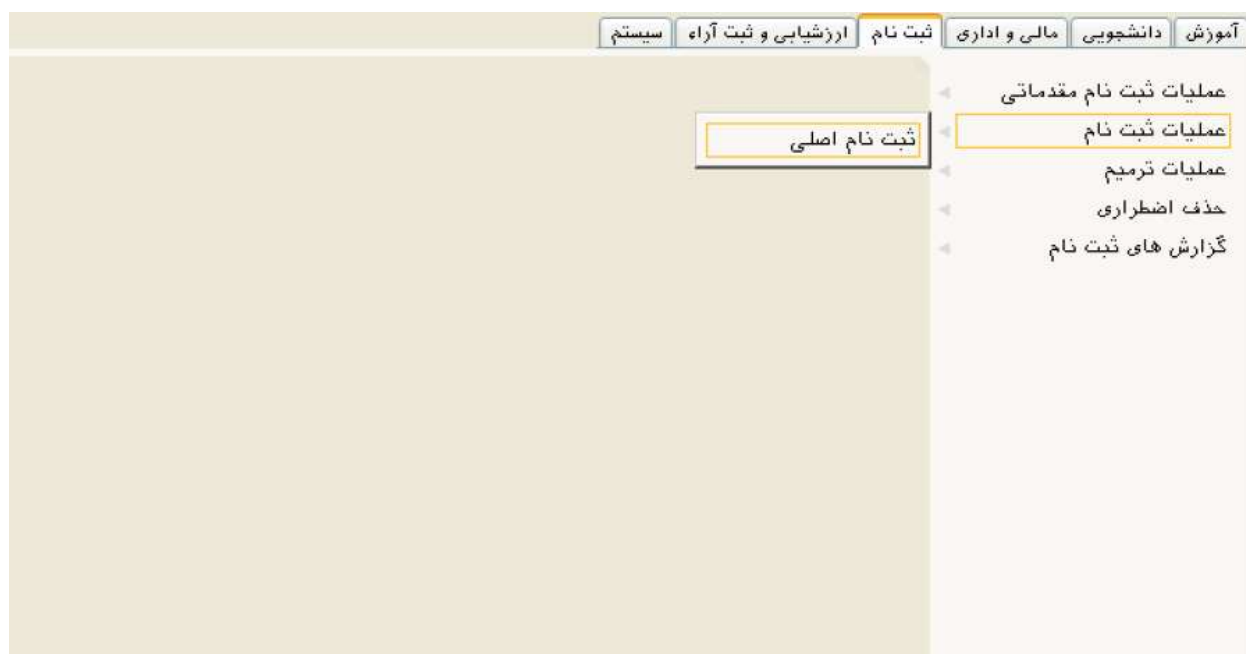 آموزش دانشجویی مالی و اداری ثبت نام ارزشیابی و ثبت آراء سیستم
عملیات ثبت نام مقدماتی
عملیات ثبت نام
ثبت نام اصلی
عملیات ترمیم
حذف اضطراری
گزارش های ثبت نام